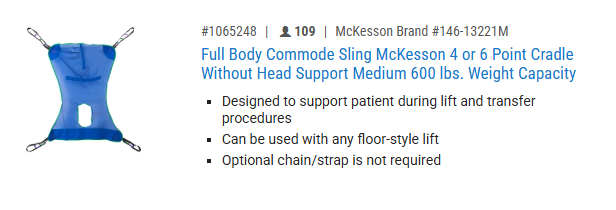 #1065248 | 109 | McKesson Brand #146-13221M
Full Body Commode Sling McKesson 4 or 6 Point Cradle
Without Head Support Medium 600 lbs. Weight Capacity
▪ Designed to support patient during lift and transfer
procedures
▪ Can be used with any floor-style lift
▪ Optional chain/strap is not required